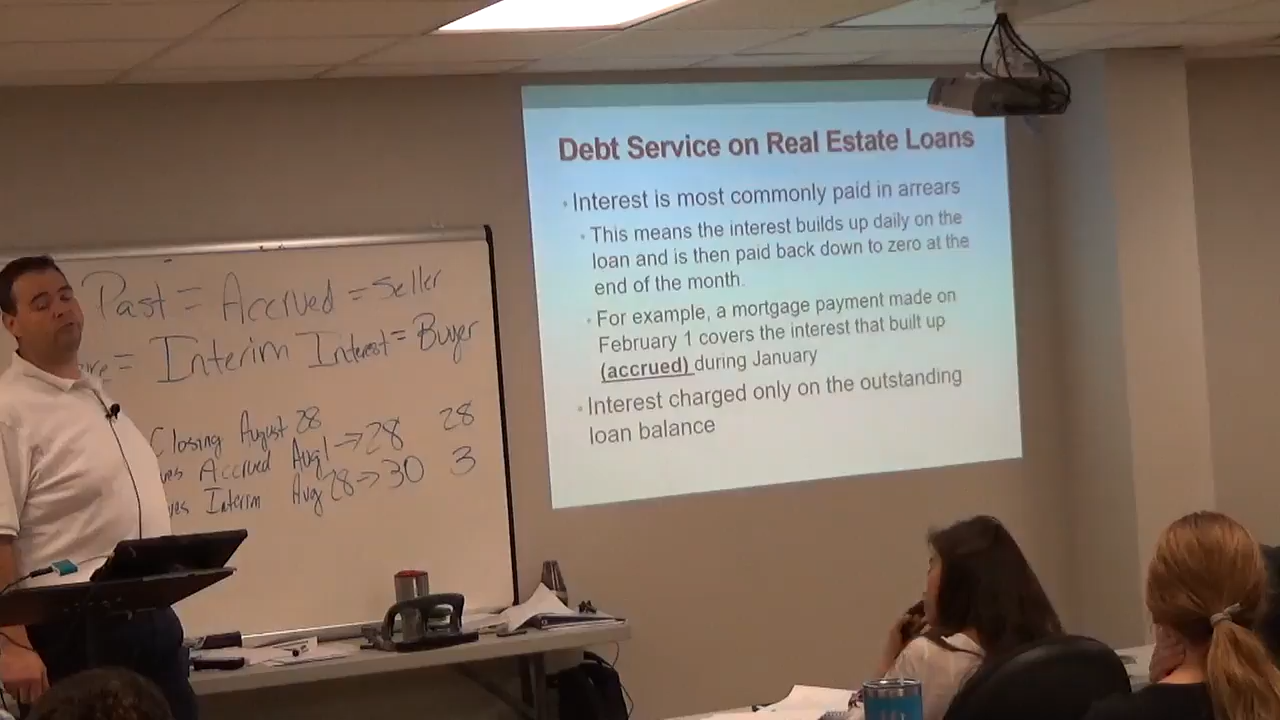 Past = Accrued = Seller
= Interim Interest = Buyer
Closing August 28
Accrued Aug 1 → 28 28
Interim Aug 28 → 30 3
Debt Service on Real Estate Loans
Interest is most commonly paid in arrears
This means the interest builds up daily on the
loan and is then paid back down to zero at the
end of the month.
For example, a mortgage payment made on
February 1 covers the interest that built up
(accrued) during January
Interest charged only on the outstanding
loan balance